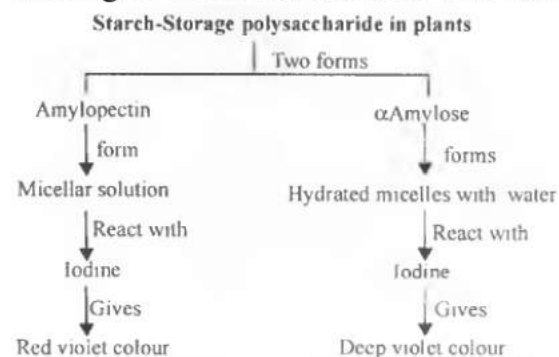 Starch-Storage polysaccharide in plants
Two forms
Amylopectin
αAmylose
form
forms
Micellar solution
Hydrated micelles with water
React with
React with
Iodine
Iodine
Gives
Gives
Red violet colour
Deep violet colour